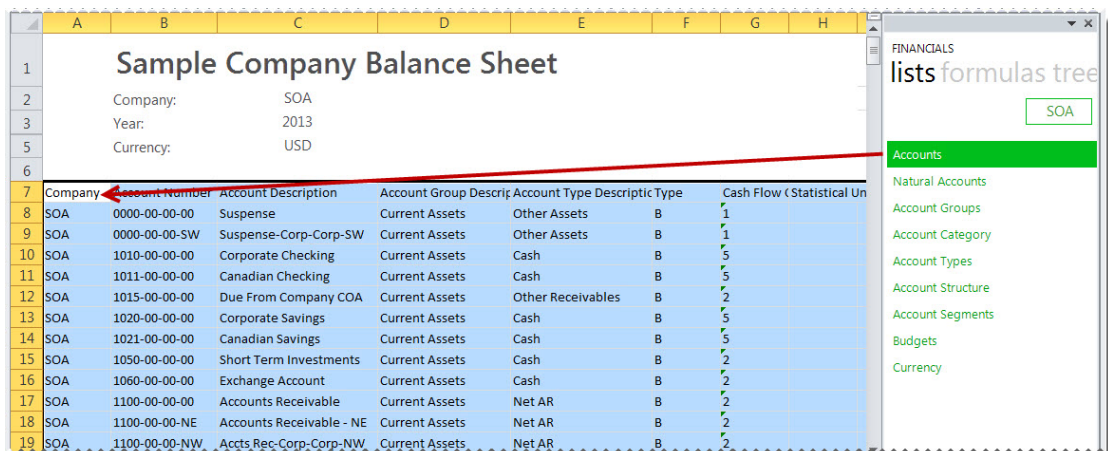 A B C D E F G H
1 Sample Company Balance Sheet
2 Company: SOA
3 Year: 2013
5 Currency: USD
6
7 Company Account Number Account Description Account Group Descrip Account Type Descriptic Type Cash Flow ( Statistical Un
8 SOA 0000-00-00-00 Suspense Current Assets Other Assets B 1
9 SOA 0000-00-00-SW Suspense-Corp-Corp-SW Current Assets Other Assets B 1
10 SOA 1010-00-00-00 Corporate Checking Current Assets Cash B 5
11 SOA 1011-00-00-00 Canadian Checking Current Assets Cash B 5
12 SOA 1015-00-00-00 Due From Company COA Current Assets Other Receivables B 2
13 SOA 1020-00-00-00 Corporate Savings Current Assets Cash B 5
14 SOA 1021-00-00-00 Canadian Savings Current Assets Cash B 5
15 SOA 1050-00-00-00 Short Term Investments Current Assets Cash B 2
16 SOA 1060-00-00-00 Exchange Account Current Assets Cash B 2
17 SOA 1100-00-00-00 Accounts Receivable Current Assets Net AR B 2
18 SOA 1100-00-00-NE Accounts Receivable - NE Current Assets Net AR B 2
19 SOA 1100-00-00-NW Accts Rec-Corp-Corp-NW Current Assets Net AR B 2
FINANCIALS
lists formulas tree
SOA
Accounts
Natural Accounts
Account Groups
Account Category
Account Types
Account Structure
Account Segments
Budgets
Currency